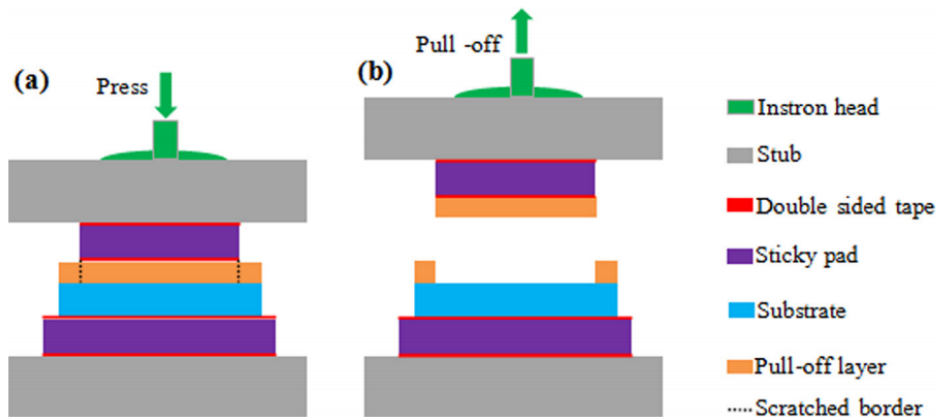 (a)
Press
(b)
Pull -off
Instron head
Stub
Double sided tape
Sticky pad
Substrate
Pull-off layer
Scratched border